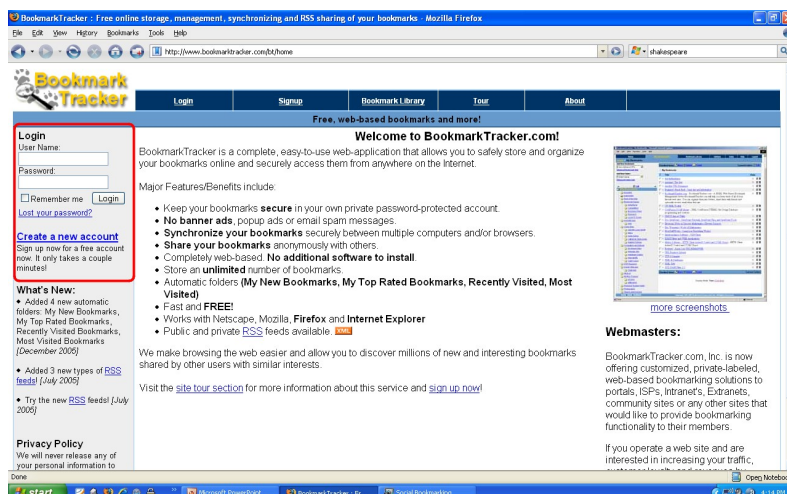 BookmarkTracker : Free online storage, management, synchronizing and RSS sharing of your bookmarks - Mozilla Firefox
File Edit View History Bookmarks Tools Help
http://www.bookmarktracker.com/bt/home
shakespeare
Bookmark
Tracker
Login Signup Bookmark Library Tour About
Free, web-based bookmarks and more!
Login
User Name:
Password:
Remember me Login
Lost your password?
Create a new account
Sign up now for a free account
now. It only takes a couple
minutes!
What's New:
◆ Added 4 new automatic
folders: My New Bookmarks,
My Top Rated Bookmarks,
Recently Visited Bookmarks,
Most Visited Bookmarks
[December 2005]
◆ Added 3 new types of RSS
feeds! [July 2005]
◆ Try the new RSS feeds! [July
2005]
Privacy Policy
We will never release any of
your personal information to
Welcome to BookmarkTracker.com!
BookmarkTracker is a complete, easy-to-use web-application that allows you to safely store and organize
your bookmarks online and securely access them from anywhere on the Internet.
Major Features/Benefits include:
◆ Keep your bookmarks secure in your own private password-protected account.
◆ No banner ads, popup ads or email spam messages.
◆ Synchronize your bookmarks securely between multiple computers and/or browsers.
◆ Share your bookmarks anonymously with others.
◆ Completely web-based. No additional software to install.
◆ Store an unlimited number of bookmarks.
◆ Automatic folders (My New Bookmarks, My Top Rated Bookmarks, Recently Visited, Most
Visited)
◆ Fast and FREE!
◆ Works with Netscape, Mozilla, Firefox and Internet Explorer
◆ Public and private RSS feeds available. XML
We make browsing the web easier and allow you to discover millions of new and interesting bookmarks
shared by other users with similar interests.
Visit the site tour section for more information about this service and sign up now!
more screenshots
Webmasters:
BookmarkTracker.com, Inc. is now
offering customized, private-labeled,
web-based bookmarking solutions to
portals, ISPs, Intranet's, Extranets,
community sites or any other sites that
would like to provide bookmarking
functionality to their members.
If you operate a web site and are
interested in increasing your traffic,
customer loyalty and revenues by
Done
Open Notebook
start
Microsoft PowerPoint
BookmarkTracker : Fr...
Social Bookmarking
4:14 PM